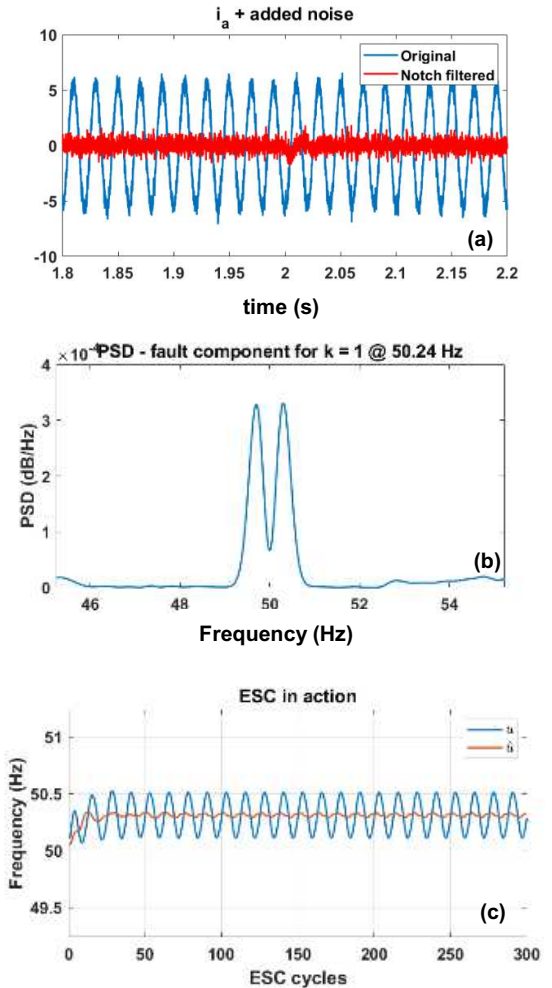 i_a + added noise
10
5
0
-5
-10
Original
Notch filtered
(a)
1.8 1.85 1.9 1.95 2 2.05 2.1 2.15 2.2
time (s)
×10⁻⁴ PSD - fault component for k = 1 @ 50.24 Hz
4
3
2
1
0
PSD (dB/Hz)
(b)
46 48 50 52 54
Frequency (Hz)
ESC in action
51
50.5
50
49.5
Frequency (Hz)
u
û
(c)
0 50 100 150 200 250 300
ESC cycles